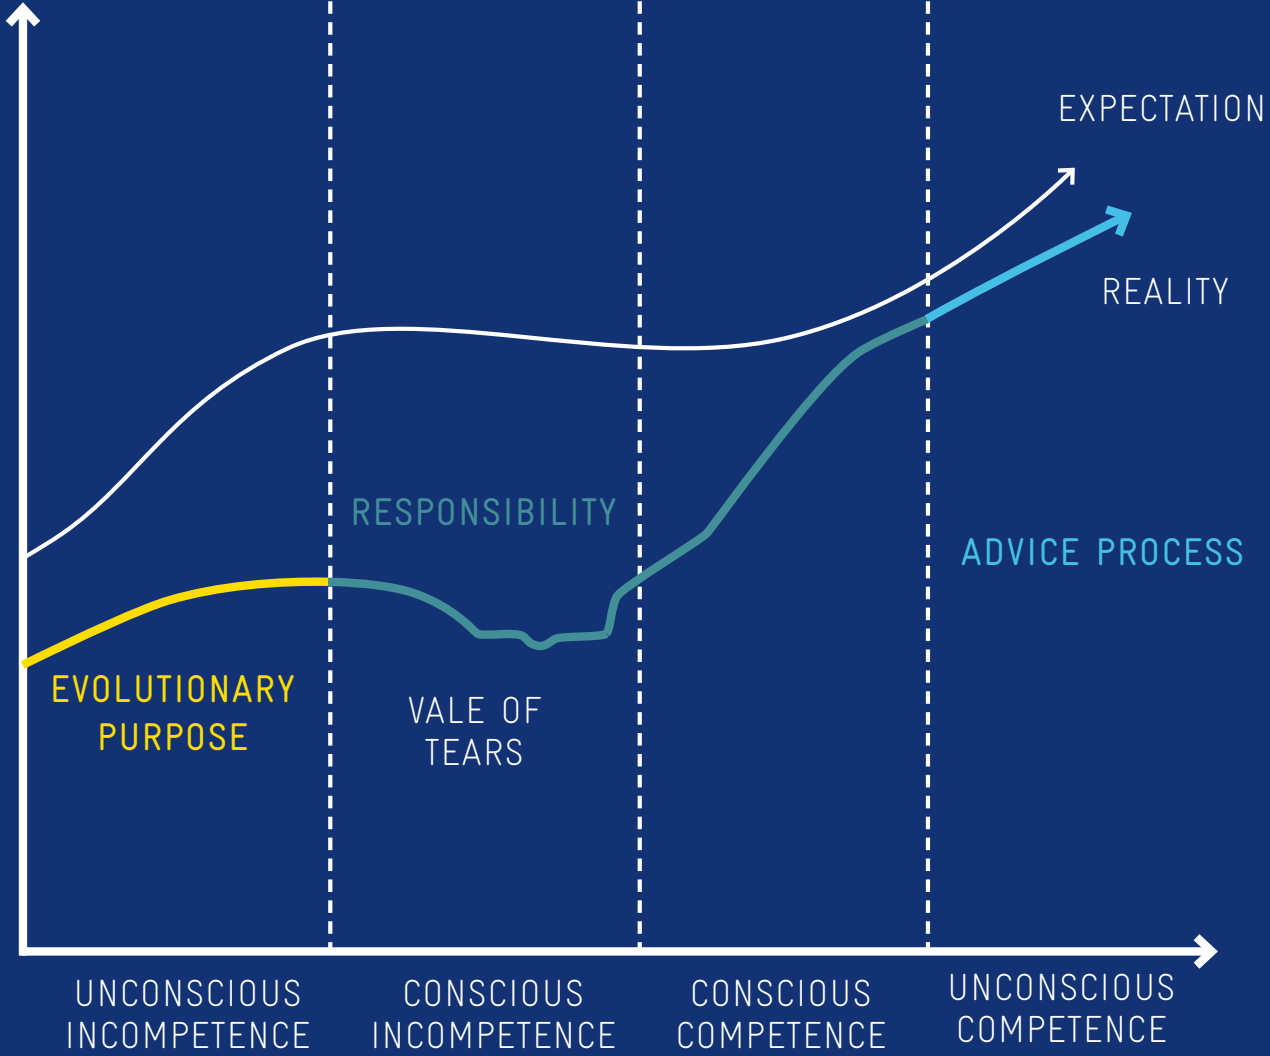 EXPECTATION
REALITY
RESPONSIBILITY
ADVICE PROCESS
EVOLUTIONARY
PURPOSE
VALE OF
TEARS
UNCONSCIOUS
INCOMPETENCE
CONSCIOUS
INCOMPETENCE
CONSCIOUS
COMPETENCE
UNCONSCIOUS
COMPETENCE